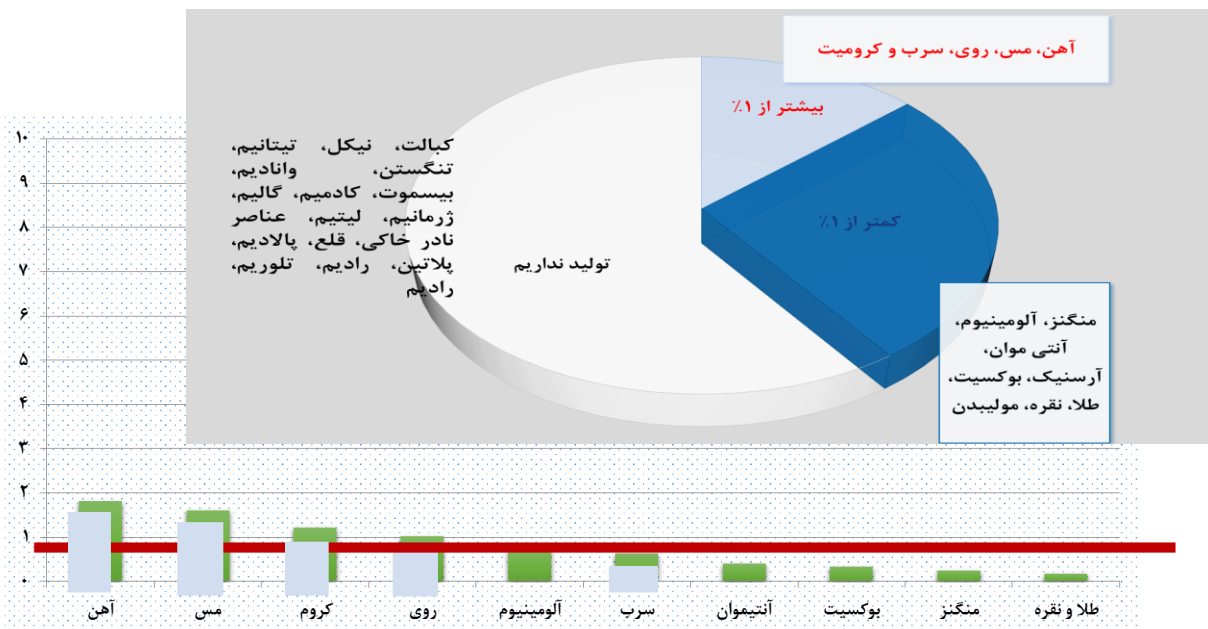 آهن، مس، روی، سرب و کرومیت
بیشتر از ۱٪
کبالت، نیکل، تیتانیم،
تنگستن، وانادیم،
بیسموت، کادمیم، گالیم،
ژرمانیم، لیتیم، عناصر
نادر خاکی، قلع، پالادیم،
پلاتین، رادیم، تلوریم،
رادیم
تولید نداریم
کمتر از ۱٪
منگنز، آلومینیوم،
آنتی موان،
آرسنیک، بوکسیت،
طلا، نقره، مولیبدن
۱۰
۹
۸
۷
۶
۵
۴
۳
۲
۱
۰
آهن
مس
کروم
روی
آلومینیوم
سرب
آنتیموان
بوکسیت
منگنز
طلا و نقره